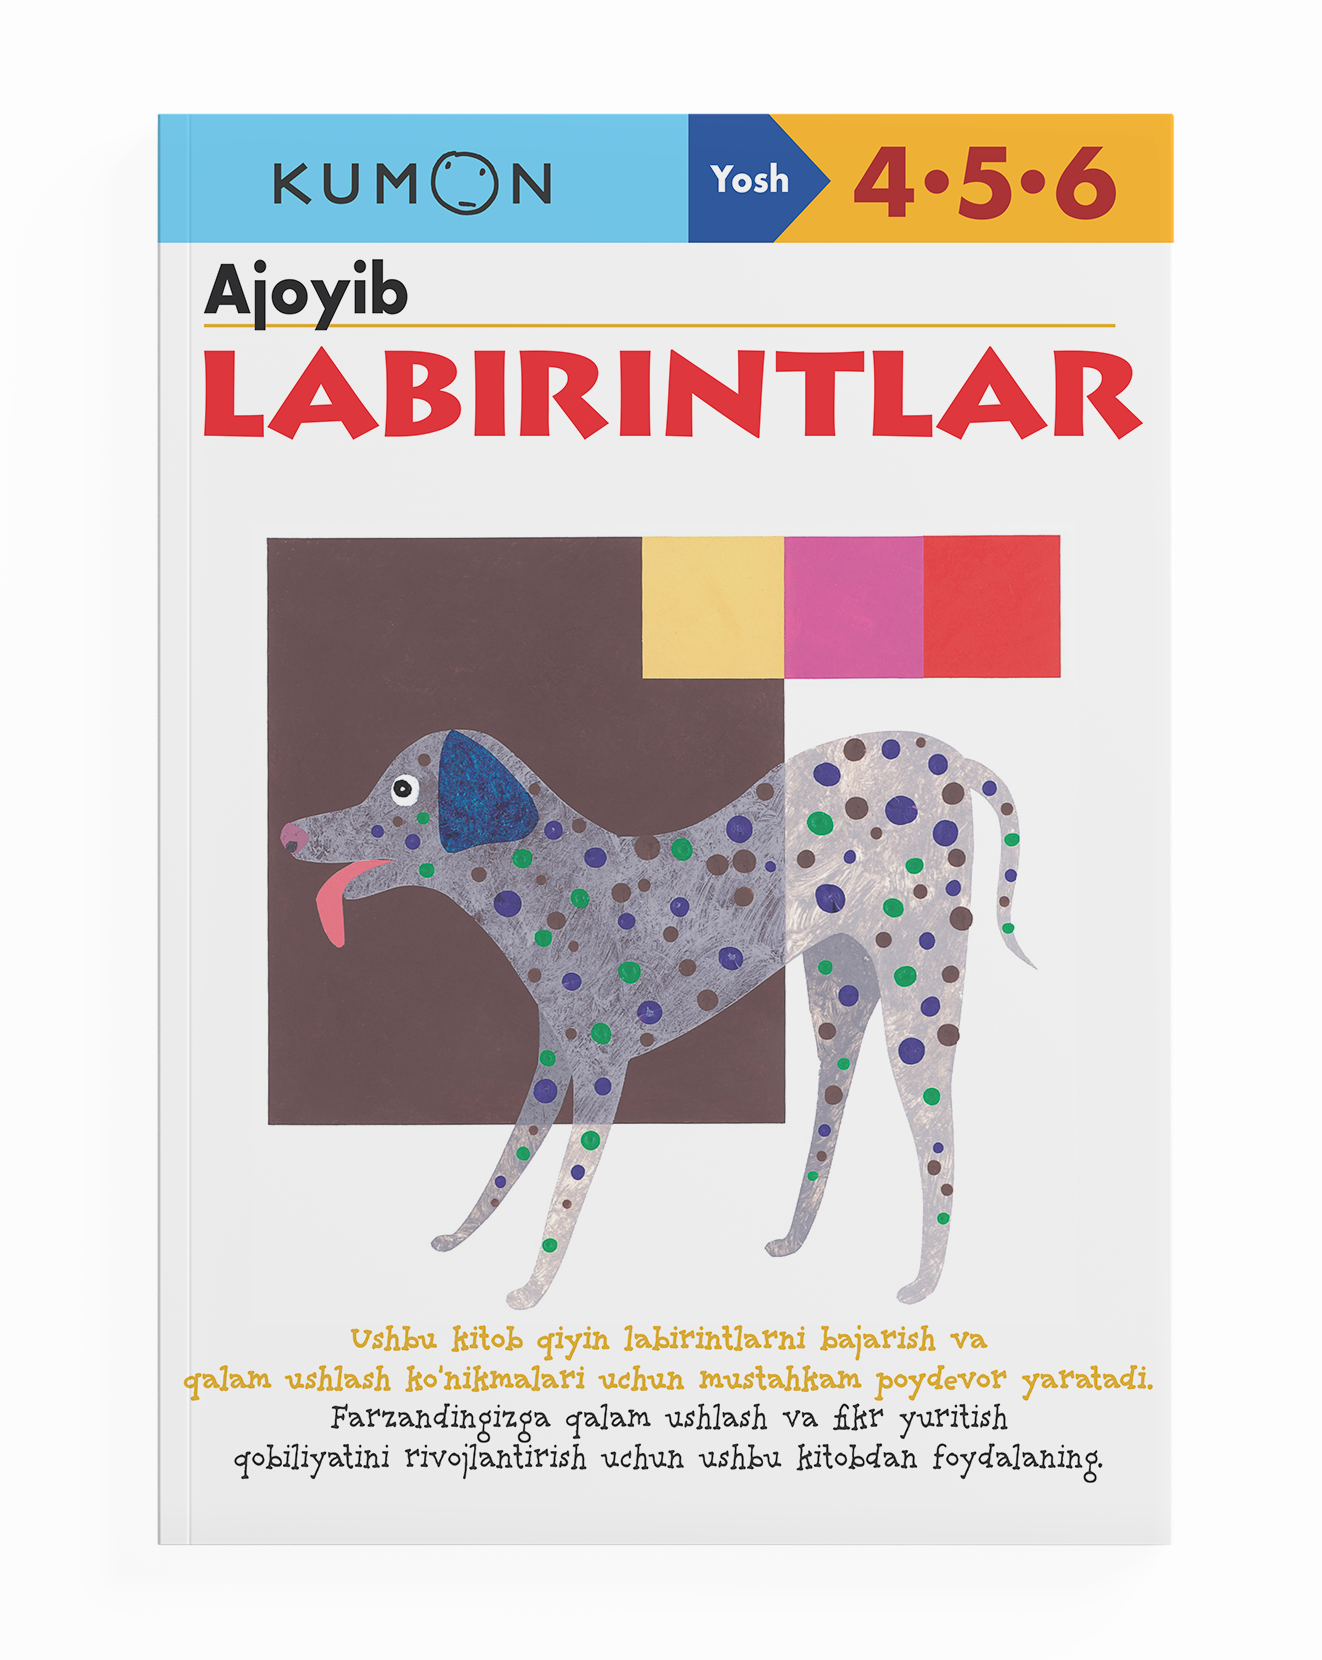 KUMON
Yosh
4•5•6
Ajoyib
LABIRINTLAR
Ushbu kitob qiyin labirintlarni bajarish va
qalam ushlash ko'nikmalari uchun mustahkam poydevor yaratadi.
Farzandingizga qalam ushlash va fikr yuritish
qobiliyatini rivojlantirish uchun ushbu kitobdan foydalaning.